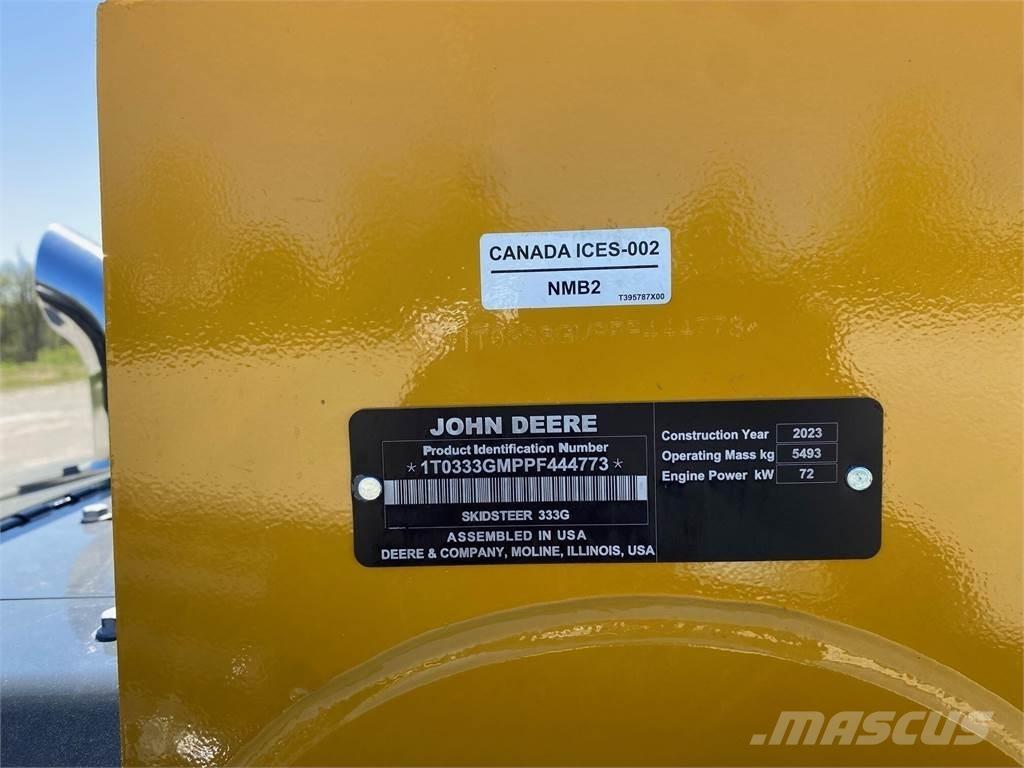 CANADA ICES-002
NMB2
T395787X00
JOHN DEERE
Product Identification Number
*1T0333GMPPF444773*
SKIDSTEER 333G
ASSEMBLED IN USA
DEERE & COMPANY, MOLINE, ILLINOIS, USA
Construction Year 2023
Operating Mass kg 5493
Engine Power kW 72
MASCUS